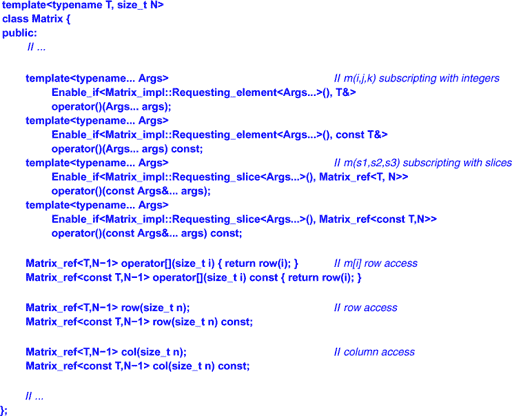 template<typename T, size_t N>
class Matrix {
public:
// ...
template<typename... Args> // m(i,j,k) subscripting with integers
Enable_if<Matrix_impl::Requesting_element<Args...>(), T&>
operator()(Args... args);
template<typename... Args>
Enable_if<Matrix_impl::Requesting_element<Args...>(), const T&>
operator()(Args... args) const;
template<typename... Args> // m(s1,s2,s3) subscripting with slices
Enable_if<Matrix_impl::Requesting_slice<Args...>(), Matrix_ref<T, N>>
operator()(const Args&... args);
template<typename... Args>
Enable_if<Matrix_impl::Requesting_slice<Args...>(), Matrix_ref<const T,N>>
operator()(const Args&... args) const;
Matrix_ref<T,N−1> operator[](size_t i) { return row(i); } // m[i] row access
Matrix_ref<const T,N−1> operator[](size_t i) const { return row(i); }
Matrix_ref<T,N−1> row(size_t n); // row access
Matrix_ref<const T,N−1> row(size_t n) const;
Matrix_ref<T,N−1> col(size_t n); // column access
Matrix_ref<const T,N−1> col(size_t n) const;
// ...
};